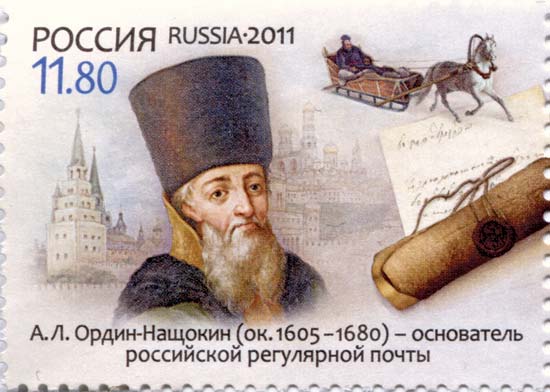 РОССИЯ RUSSIA·2011
11.80
А.Л. Ордин-Нащокин (ок.1605–1680) – основатель
российской регулярной почты